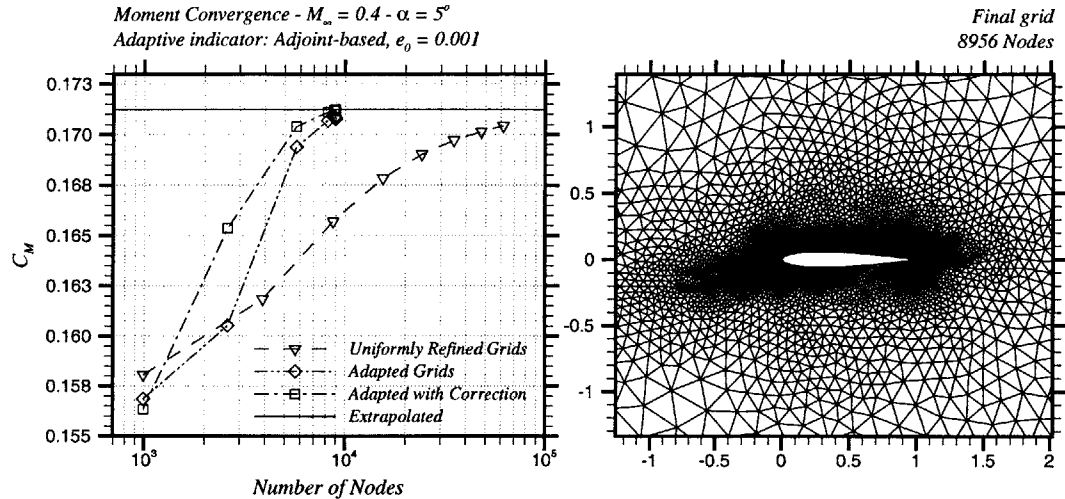 Moment Convergence - M∞ = 0.4 - α = 5°
Adaptive indicator: Adjoint-based, e₀ = 0.001
Final grid
8956 Nodes
0.173
0.170
0.168
0.165
0.163
0.160
0.158
0.155
C_M
Uniformly Refined Grids
Adapted Grids
Adapted with Correction
Extrapolated
10³
10⁴
10⁵
Number of Nodes
1
0.5
0
-0.5
-1
-1
-0.5
0
0.5
1
1.5
2